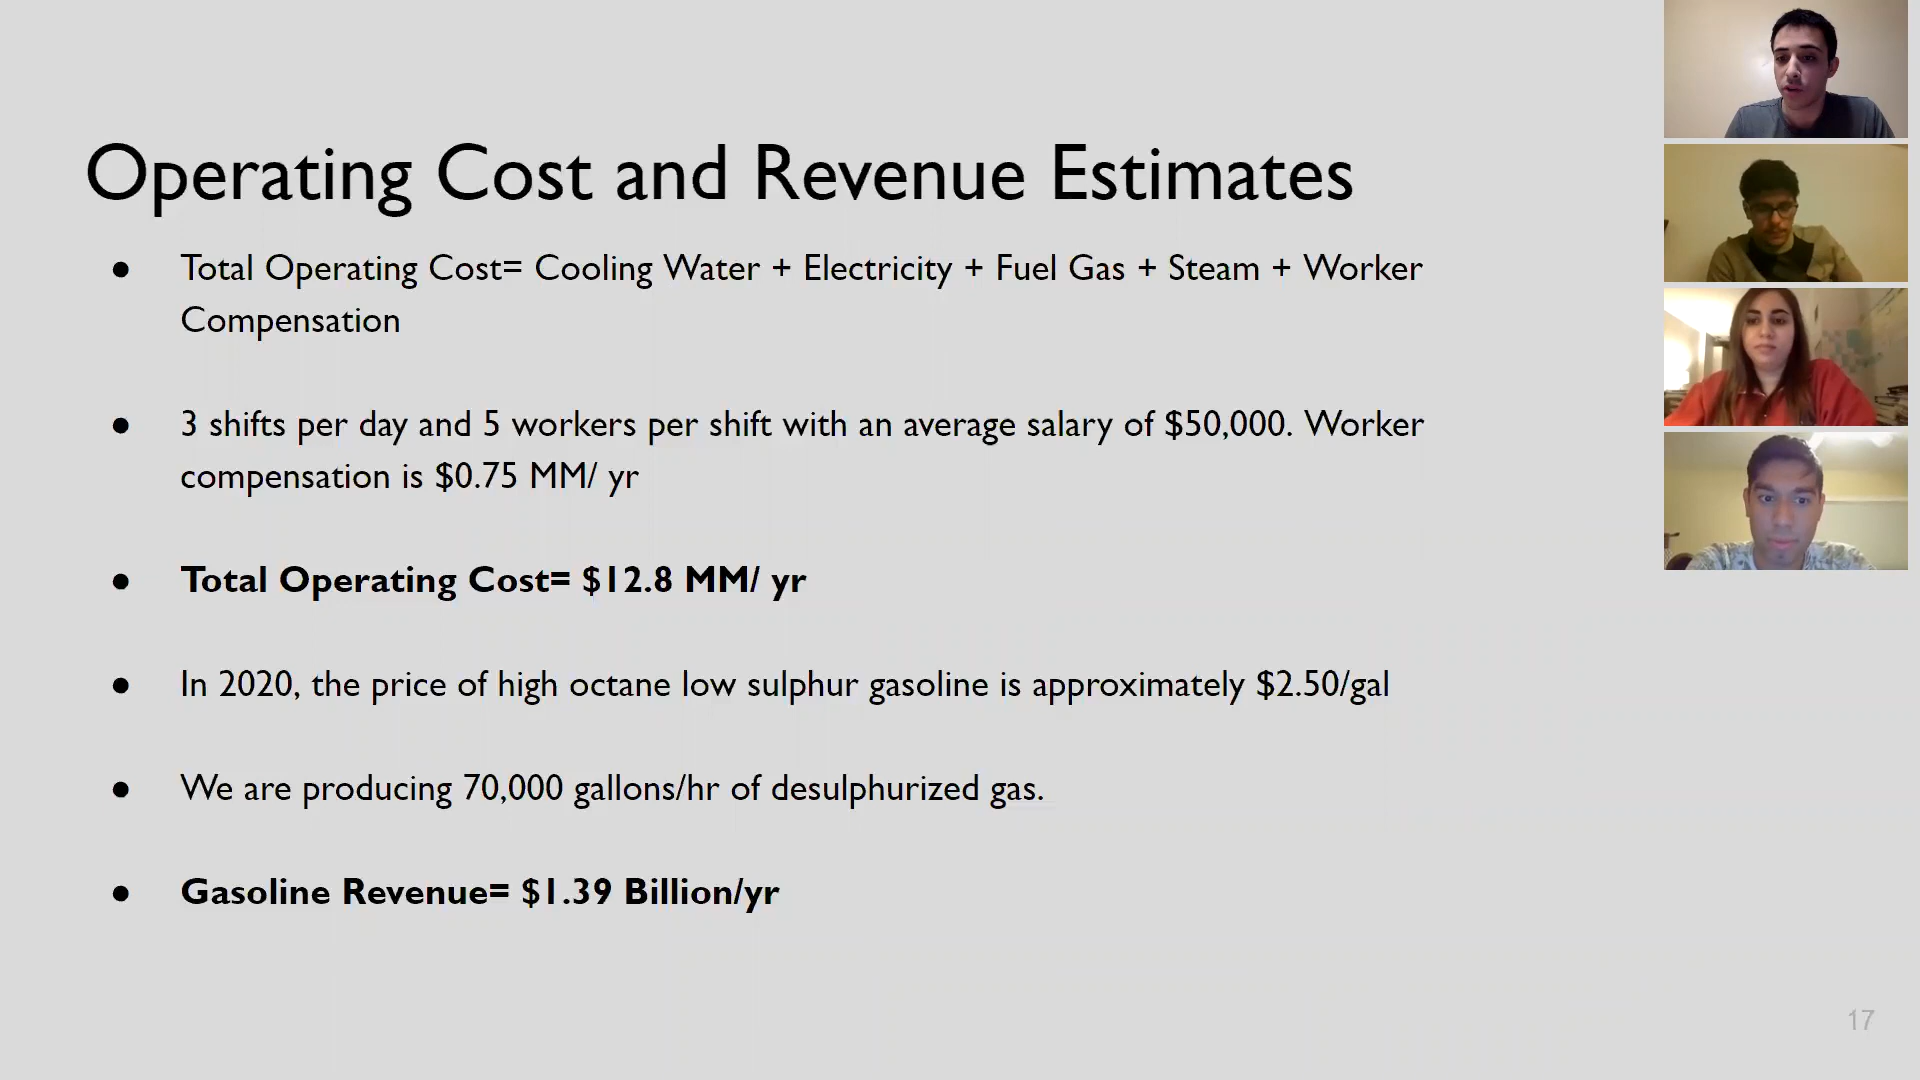 Operating Cost and Revenue Estimates
● Total Operating Cost= Cooling Water + Electricity + Fuel Gas + Steam + Worker
Compensation
● 3 shifts per day and 5 workers per shift with an average salary of $50,000. Worker
compensation is $0.75 MM/ yr
● Total Operating Cost= $12.8 MM/ yr
● In 2020, the price of high octane low sulphur gasoline is approximately $2.50/gal
● We are producing 70,000 gallons/hr of desulphurized gas.
● Gasoline Revenue= $1.39 Billion/yr
17